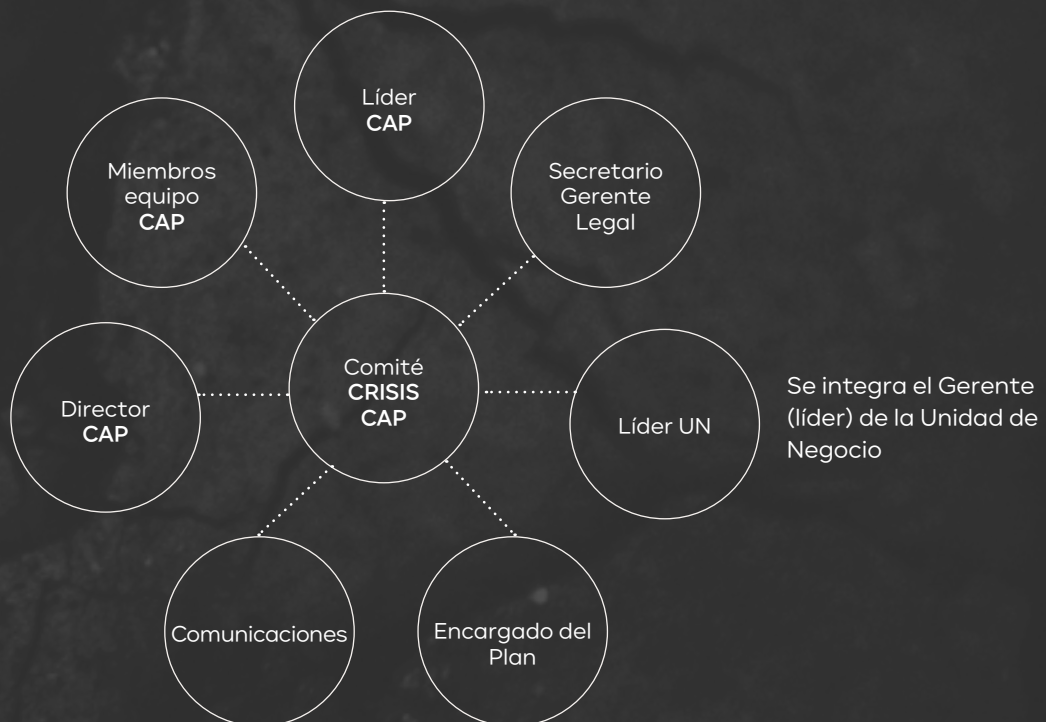 Líder
CAP
Miembros
equipo
CAP
Secretario
Gerente
Legal
Comité
CRISIS
CAP
Director
CAP
Líder UN
Se integra el Gerente
(líder) de la Unidad de
Negocio
Comunicaciones
Encargado del
Plan